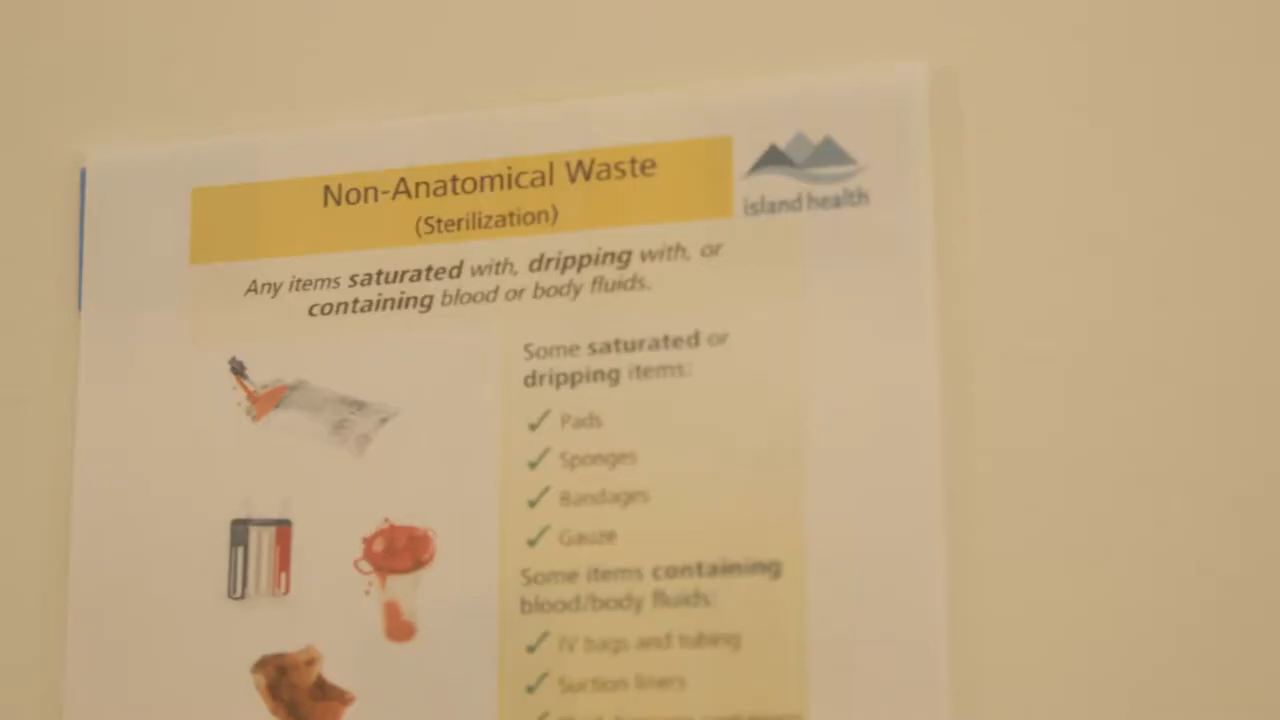 Non-Anatomical Waste
(Sterilization)
island health
Any items saturated with, dripping with, or
containing blood or body fluids.
Some saturated or
dripping items:
✓ Pads
✓ Sponges
✓ Bandages
✓ Gauze
Some items containing
blood/body fluids:
✓ IV bags and tubing
✓ Suction liners